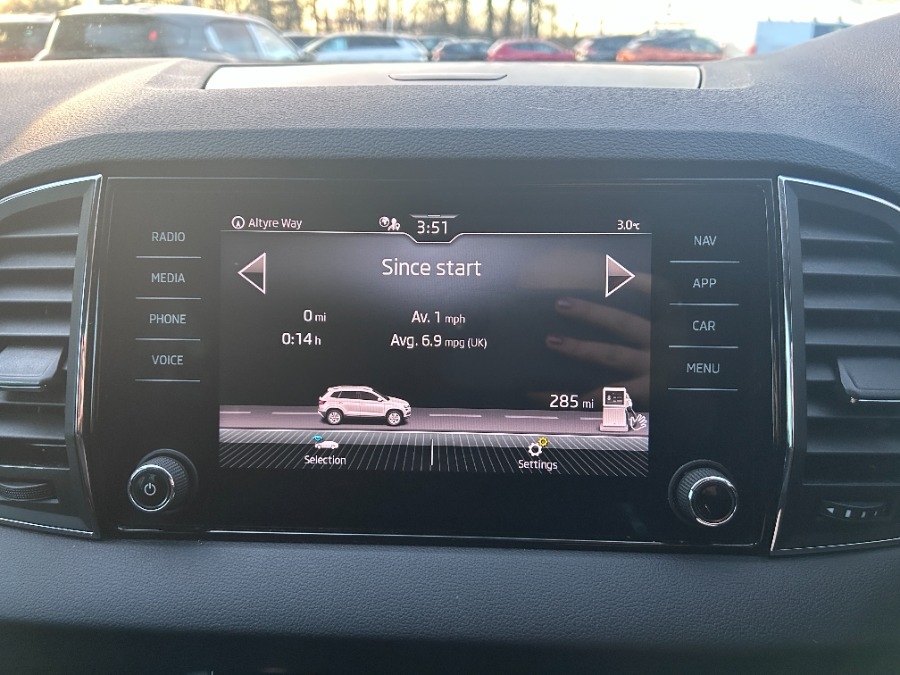 Altyre Way
3:51
3.0°C
RADIO
MEDIA
PHONE
VOICE
Since start
0 mi
Av. 1 mph
0:14 h
Avg. 6.9 mpg (UK)
285 mi
Selection
Settings
NAV
APP
CAR
MENU